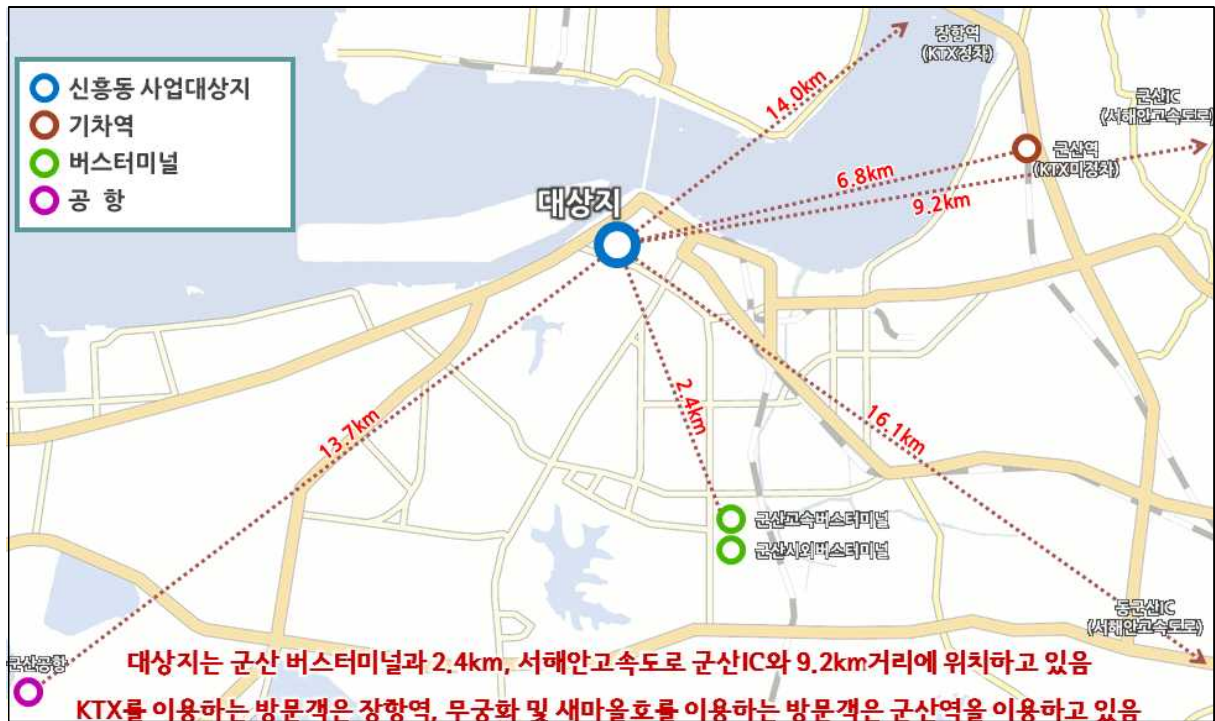 신흥동 사업대상지
기차역
버스터미널
공 항
장항역
(KTX정차)
14.0km
군산IC
(서해안고속도로)
군산역
(KTX미정차)
6.8km
9.2km
대상지
13.7km
2.4km
16.1km
군산고속버스터미널
군산시외버스터미널
동군산IC
(서해안고속도로)
군산공항
대상지는 군산 버스터미널과 2.4km, 서해안고속도로 군산IC와 9.2km거리에 위치하고 있음
KTX를 이용하는 방문객은 장항역, 무궁화 및 새마을호를 이용하는 방문객은 군산역을 이용하고 있음